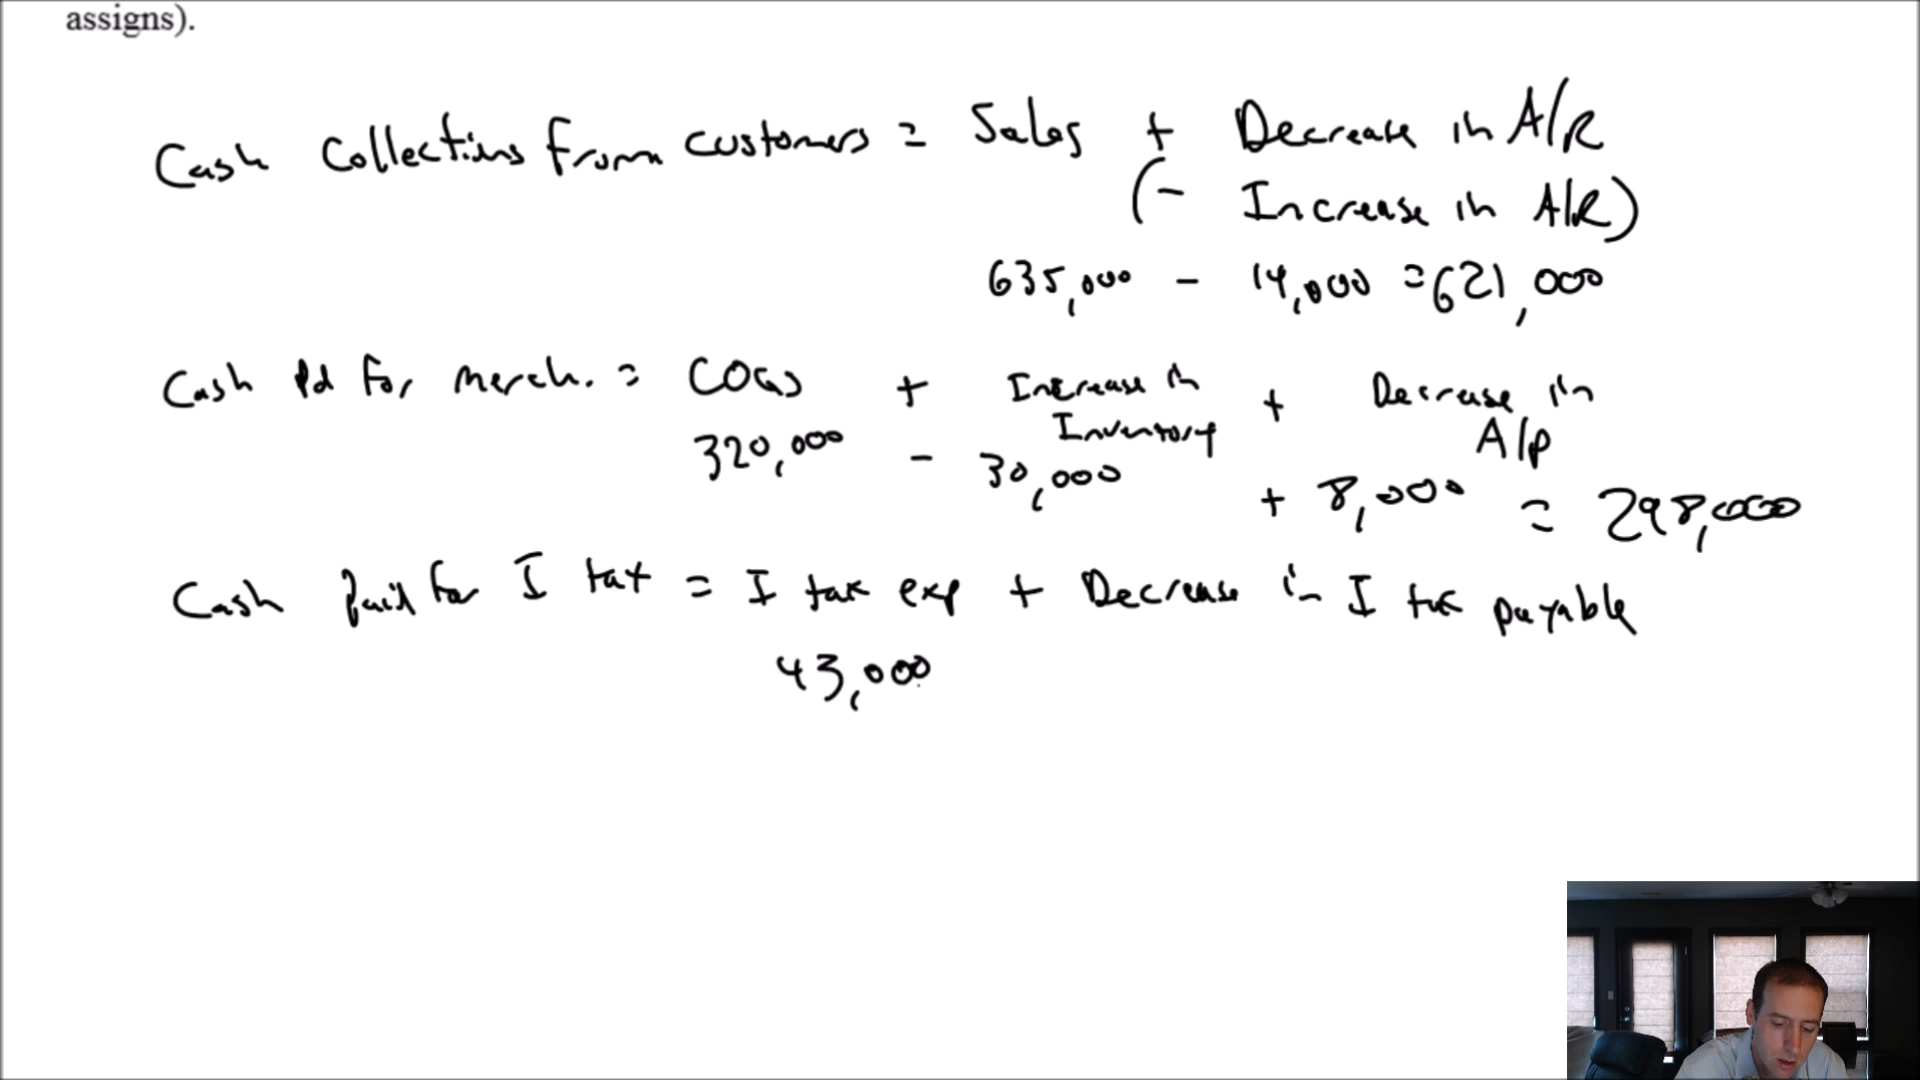 assigns).
Cash Collections from customers = Sales + Decrease in A/R
(- Increase in A/R)
635,000 - 14,000 = 621,000
Cash Pd for merch. = COGS + Increase in Inventory + Decrease in A/P
320,000 - 30,000 + 8,000 = 298,000
Cash Paid for I tax = I tax exp + Decrease in I tax payable
43,000